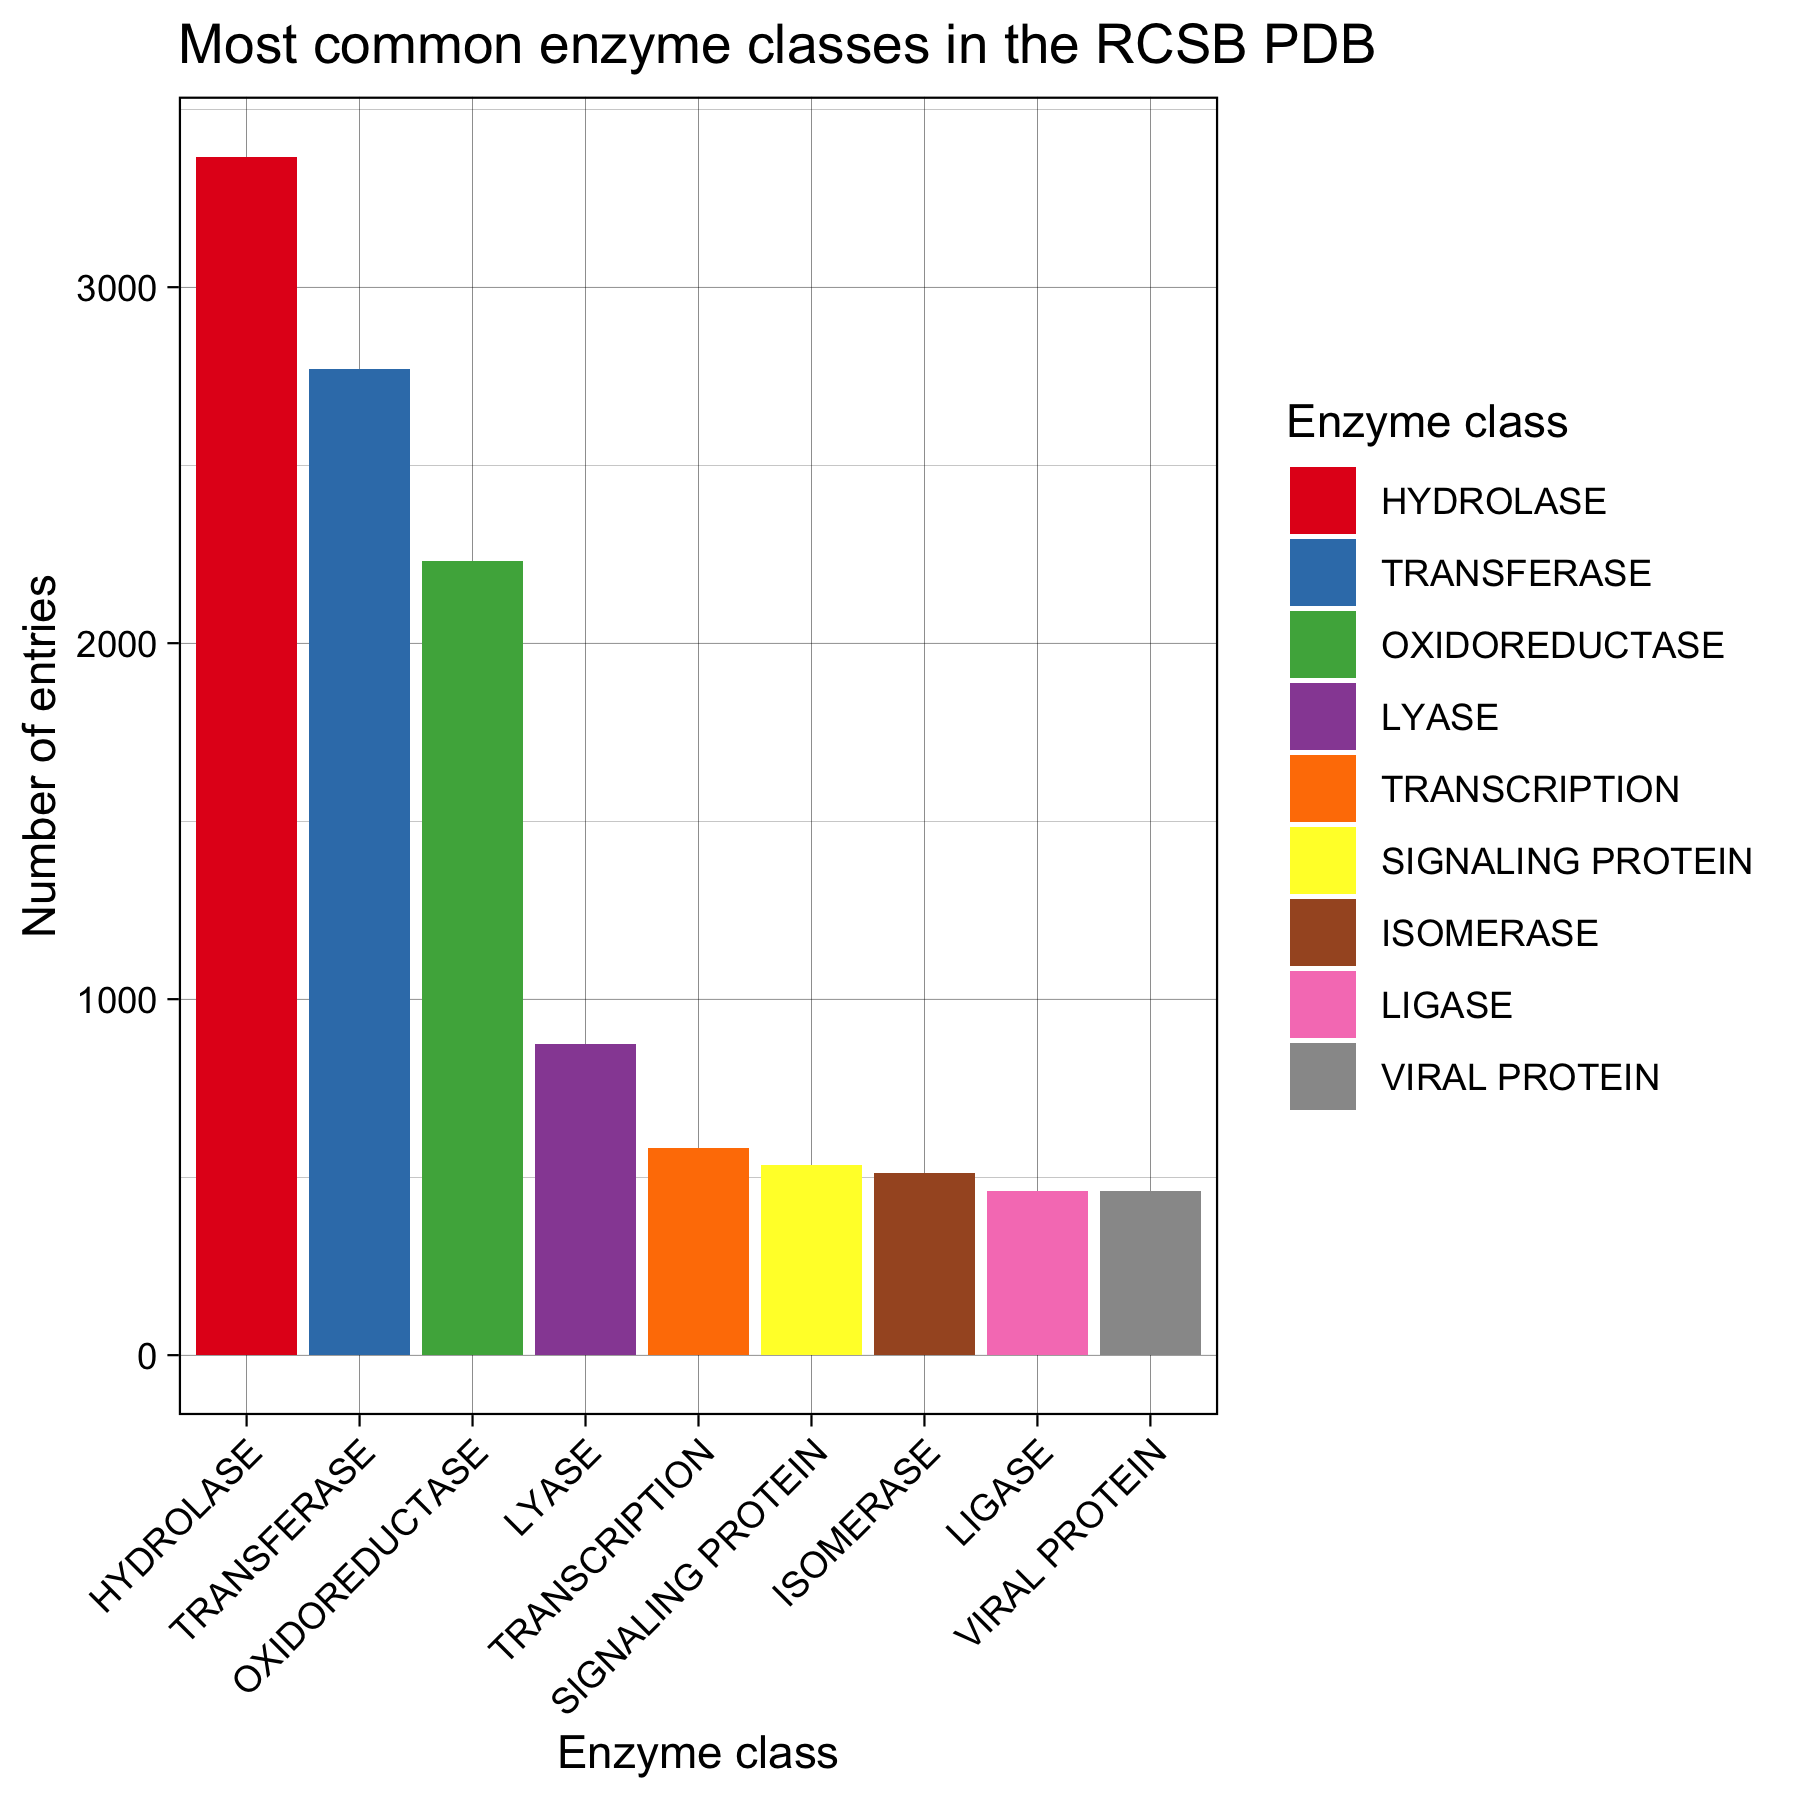 Most common enzyme classes in the RCSB PDB
Number of entries
3000
2000
1000
0
HYDROLASE
TRANSFERASE
OXIDOREDUCTASE
LYASE
TRANSCRIPTION
SIGNALING PROTEIN
ISOMERASE
LIGASE
VIRAL PROTEIN
Enzyme class
Enzyme class
HYDROLASE
TRANSFERASE
OXIDOREDUCTASE
LYASE
TRANSCRIPTION
SIGNALING PROTEIN
ISOMERASE
LIGASE
VIRAL PROTEIN